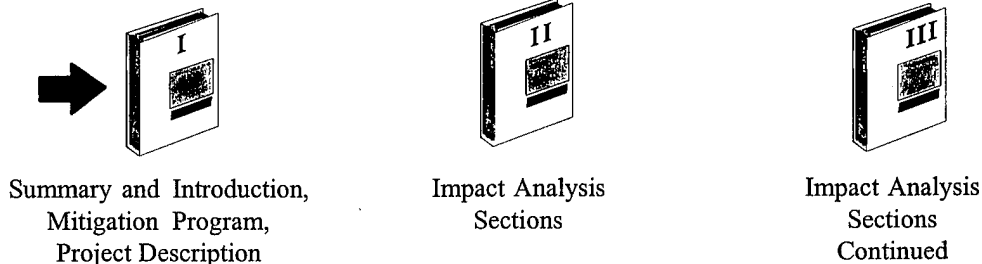 I
II
III
Summary and Introduction,
Mitigation Program,
Project Description
Impact Analysis
Sections
Impact Analysis
Sections
Continued